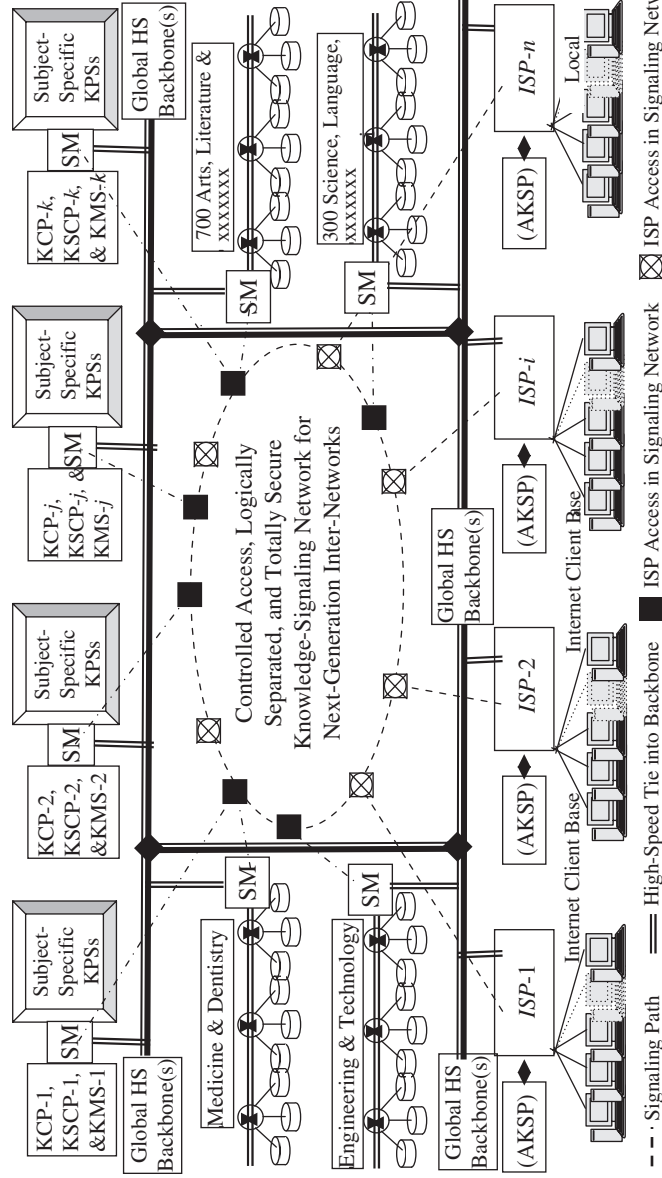 KCP-1,
KSCP-1,
&KMS-1
SM
Subject-
Specific
KPSs
KCP-2,
KSCP-2,
&KMS-2
SM
Subject-
Specific
KPSs
KCP-j,
KSCP-j, &
KMS-j
SM
Subject-
Specific
KPSs
KCP-k,
KSCP-k,
& KMS-k
SM
Subject-
Specific
KPSs
Global HS
Backbone(s)
Global HS
Backbone(s)
Medicine & Dentistry
SM
700 Arts, Literature &
xxxxxxx
SM
Controlled Access, Logically
Separated, and Totally Secure
Knowledge-Signaling Network for
Next-Generation Inter-Networks
Engineering & Technology
SM
300 Science, Language,
xxxxxxx
SM
Global HS
Backbone(s)
Global HS
Backbone(s)
(AKSP)
ISP-1
(AKSP)
ISP-2
(AKSP)
ISP-i
(AKSP)
ISP-n
Internet Client Base
Internet Client Base
Local
Signaling Path
High-Speed Tie into Backbone
ISP Access in Signaling Network
ISP Access in Signaling